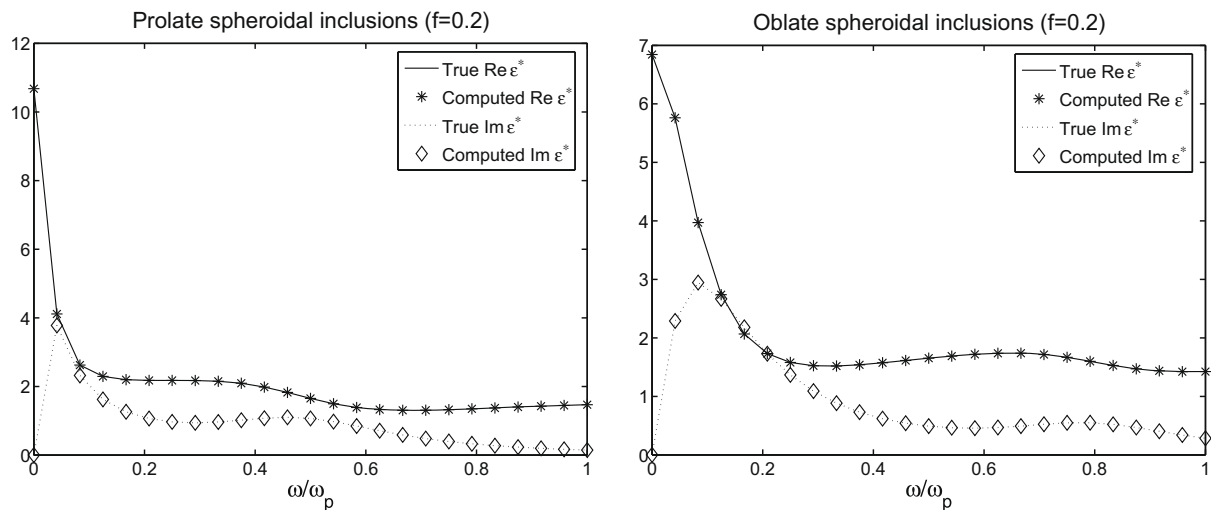 Prolate spheroidal inclusions (f=0.2)
12
10
8
6
4
2
0
True Re ε*
Computed Re ε*
True Im ε*
Computed Im ε*
0
0.2
0.4
0.6
0.8
1
ω/ωp
Oblate spheroidal inclusions (f=0.2)
7
6
5
4
3
2
1
0
True Re ε*
Computed Re ε*
True Im ε*
Computed Im ε*
0
0.2
0.4
0.6
0.8
1
ω/ωp